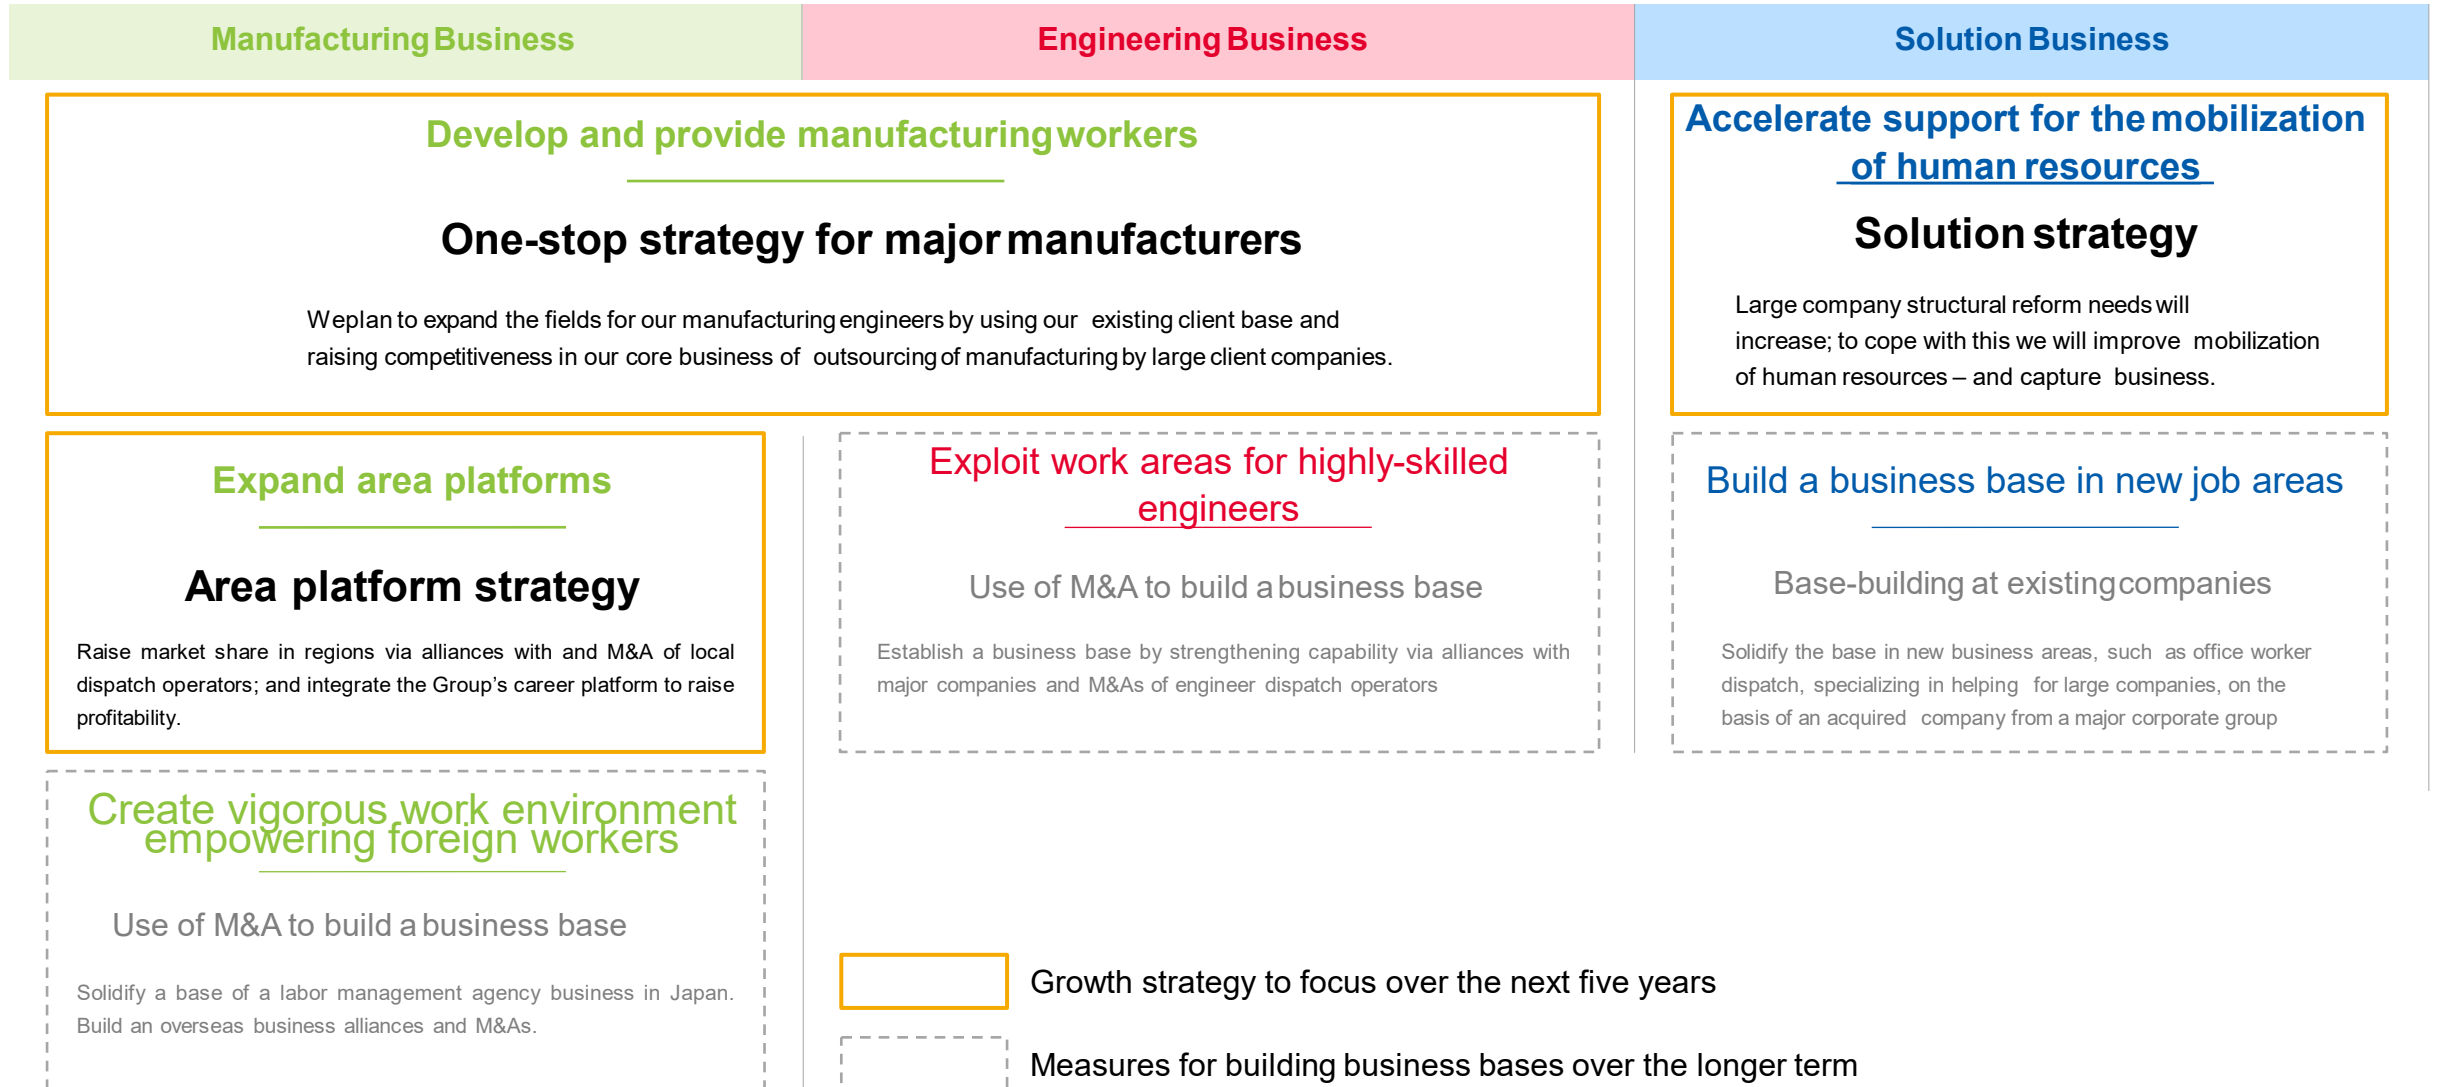 Manufacturing Business
Engineering Business
Solution Business
Develop and provide manufacturing workers
One-stop strategy for major manufacturers
We plan to expand the fields for our manufacturing engineers by using our existing client base and
raising competitiveness in our core business of outsourcing of manufacturing by large client companies.
Accelerate support for the mobilization
of human resources
Solution strategy
Large company structural reform needs will
increase; to cope with this we will improve mobilization
of human resources – and capture business.
Expand area platforms
Area platform strategy
Raise market share in regions via alliances with and M&A of local
dispatch operators; and integrate the Group’s career platform to raise
profitability.
Exploit work areas for highly-skilled
engineers
Use of M&A to build a business base
Establish a business base by strengthening capability via alliances with
major companies and M&As of engineer dispatch operators
Build a business base in new job areas
Base-building at existing companies
Solidify the base in new business areas, such as office worker
dispatch, specializing in helping for large companies, on the
basis of an acquired company from a major corporate group
Create vigorous work environment
empowering foreign workers
Use of M&A to build a business base
Solidify a base of a labor management agency business in Japan.
Build an overseas business alliances and M&As.
Growth strategy to focus over the next five years
Measures for building business bases over the longer term